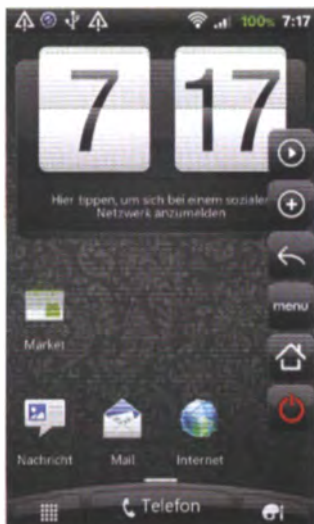 100% 7:17
7 17
Hier tippen, um sich bei einem sozialen
Netzwerk anzumelden
menu
Market
Nachricht Mail Internet
Telefon